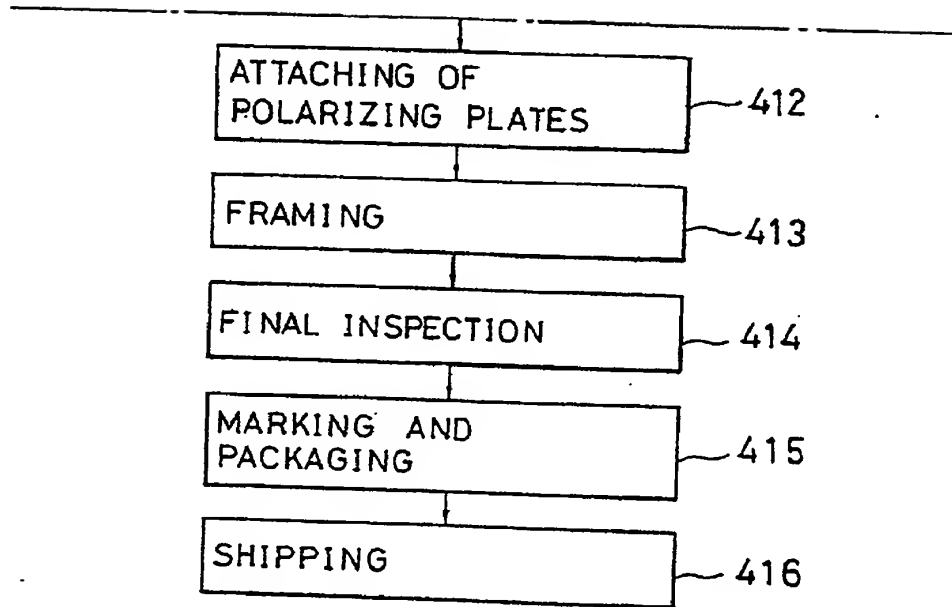 ATTACHING OF
POLARIZING PLATES
412
FRAMING
413
FINAL INSPECTION
414
MARKING AND
PACKAGING
415
SHIPPING
416